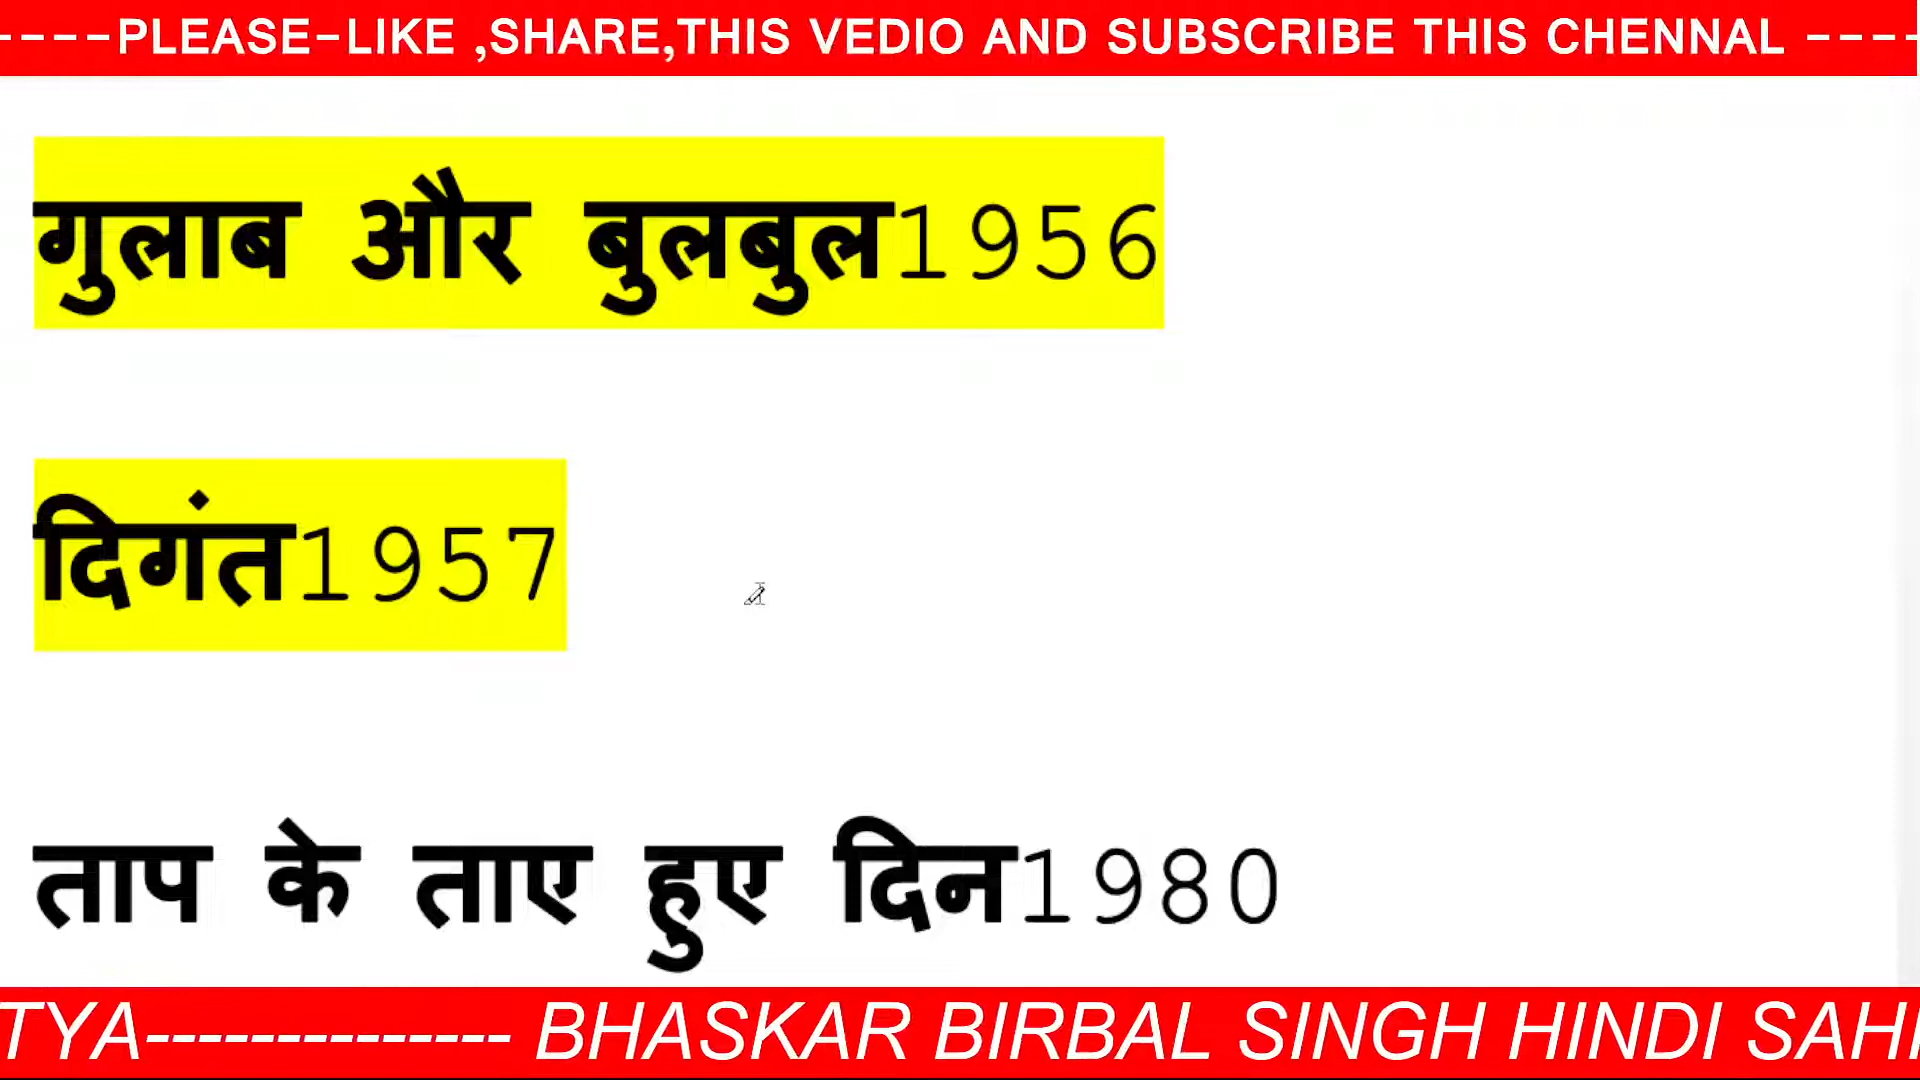 ----PLEASE-LIKE ,SHARE,THIS VEDIO AND SUBSCRIBE THIS CHENNAL ----
गुलाब और बुलबुल1956
दिगंत1957
ताप के ताए हुए दिन1980
TYA-------------- BHASKAR BIRBAL SINGH HINDI SAHI